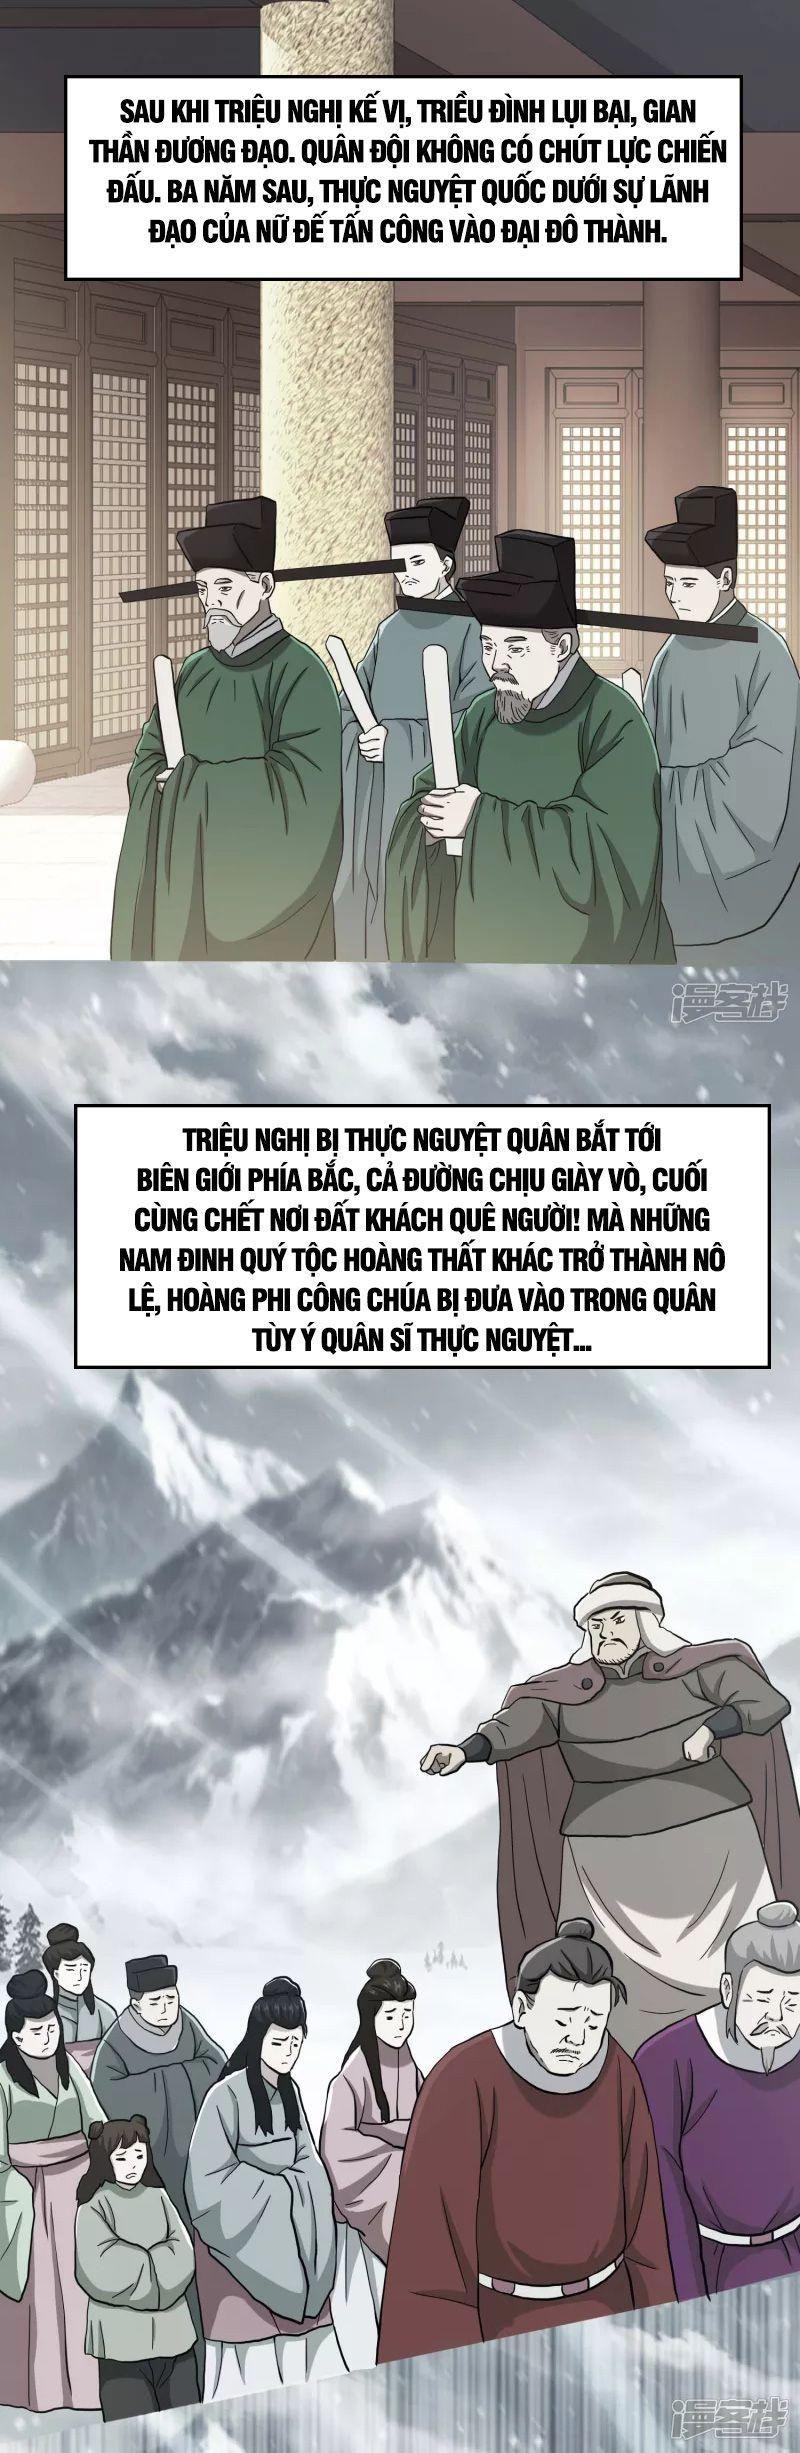 SAU KHI TRIỆU NGHỊ KẾ VỊ, TRIỀU ĐÌNH LỤI BẠI, GIAN
THẦN ĐƯƠNG ĐẠO. QUÂN ĐỘI KHÔNG CÓ CHÚT LỰC CHIẾN
ĐẤU. BA NĂM SAU, THỰC NGUYỆT QUỐC DƯỚI SỰ LÃNH
ĐẠO CỦA NỮ ĐẾ TẤN CÔNG VÀO ĐẠI ĐÔ THÀNH.
漫客栈
TRIỆU NGHỊ BỊ THỰC NGUYỆT QUÂN BẮT TỚI
BIÊN GIỚI PHÍA BẮC, CẢ ĐƯỜNG CHỊU GIÀY VÒ, CUỐI
CÙNG CHẾT NƠI ĐẤT KHÁCH QUÊ NGƯỜI! MÀ NHỮNG
NAM ĐINH QUÝ TỘC HOÀNG THẤT KHÁC TRỞ THÀNH NÔ
LỆ, HOÀNG PHI CÔNG CHÚA BỊ ĐƯA VÀO TRONG QUÂN
TÙY Ý QUÂN SĨ THỰC NGUYỆT...
漫客栈